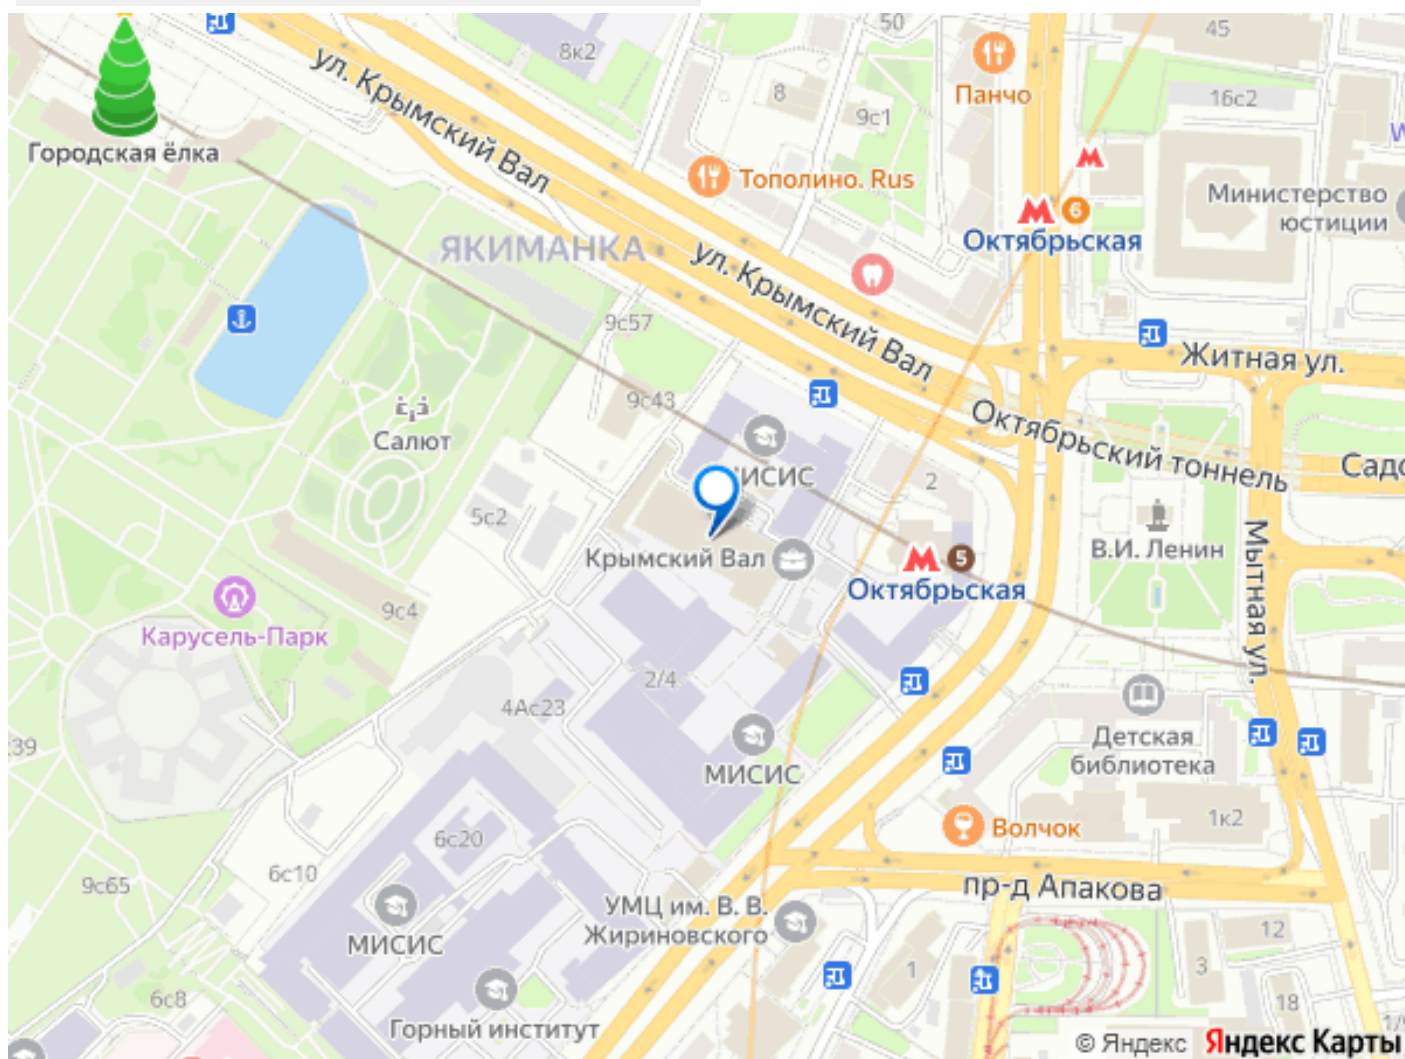 50
45
8к2
ул. Крымский Вал
Панчо
16с2
8
9с1
Городская ёлка
Тополино. Rus
Министерство
юстиции
6
Октябрьская
ЯКИМАНКА
ул. Крымский Вал
9с57
Житная ул.
9с43
Салют
Октябрьский тоннель
Садо
2
5с2
В.И. Ленин
Мытная ул.
Крымский Вал
5
Октябрьская
Карусель-Парк
9с4
2/4
4Ас23
МИСИС
Детская
библиотека
39
6с20
Волчок
1к2
6с10
9с65
пр-д Апакова
УМЦ им. В. В.
Жириновского
МИСИС
12
3
1
6с8
18
Горный институт
© Яндекс
Яндекс Карты